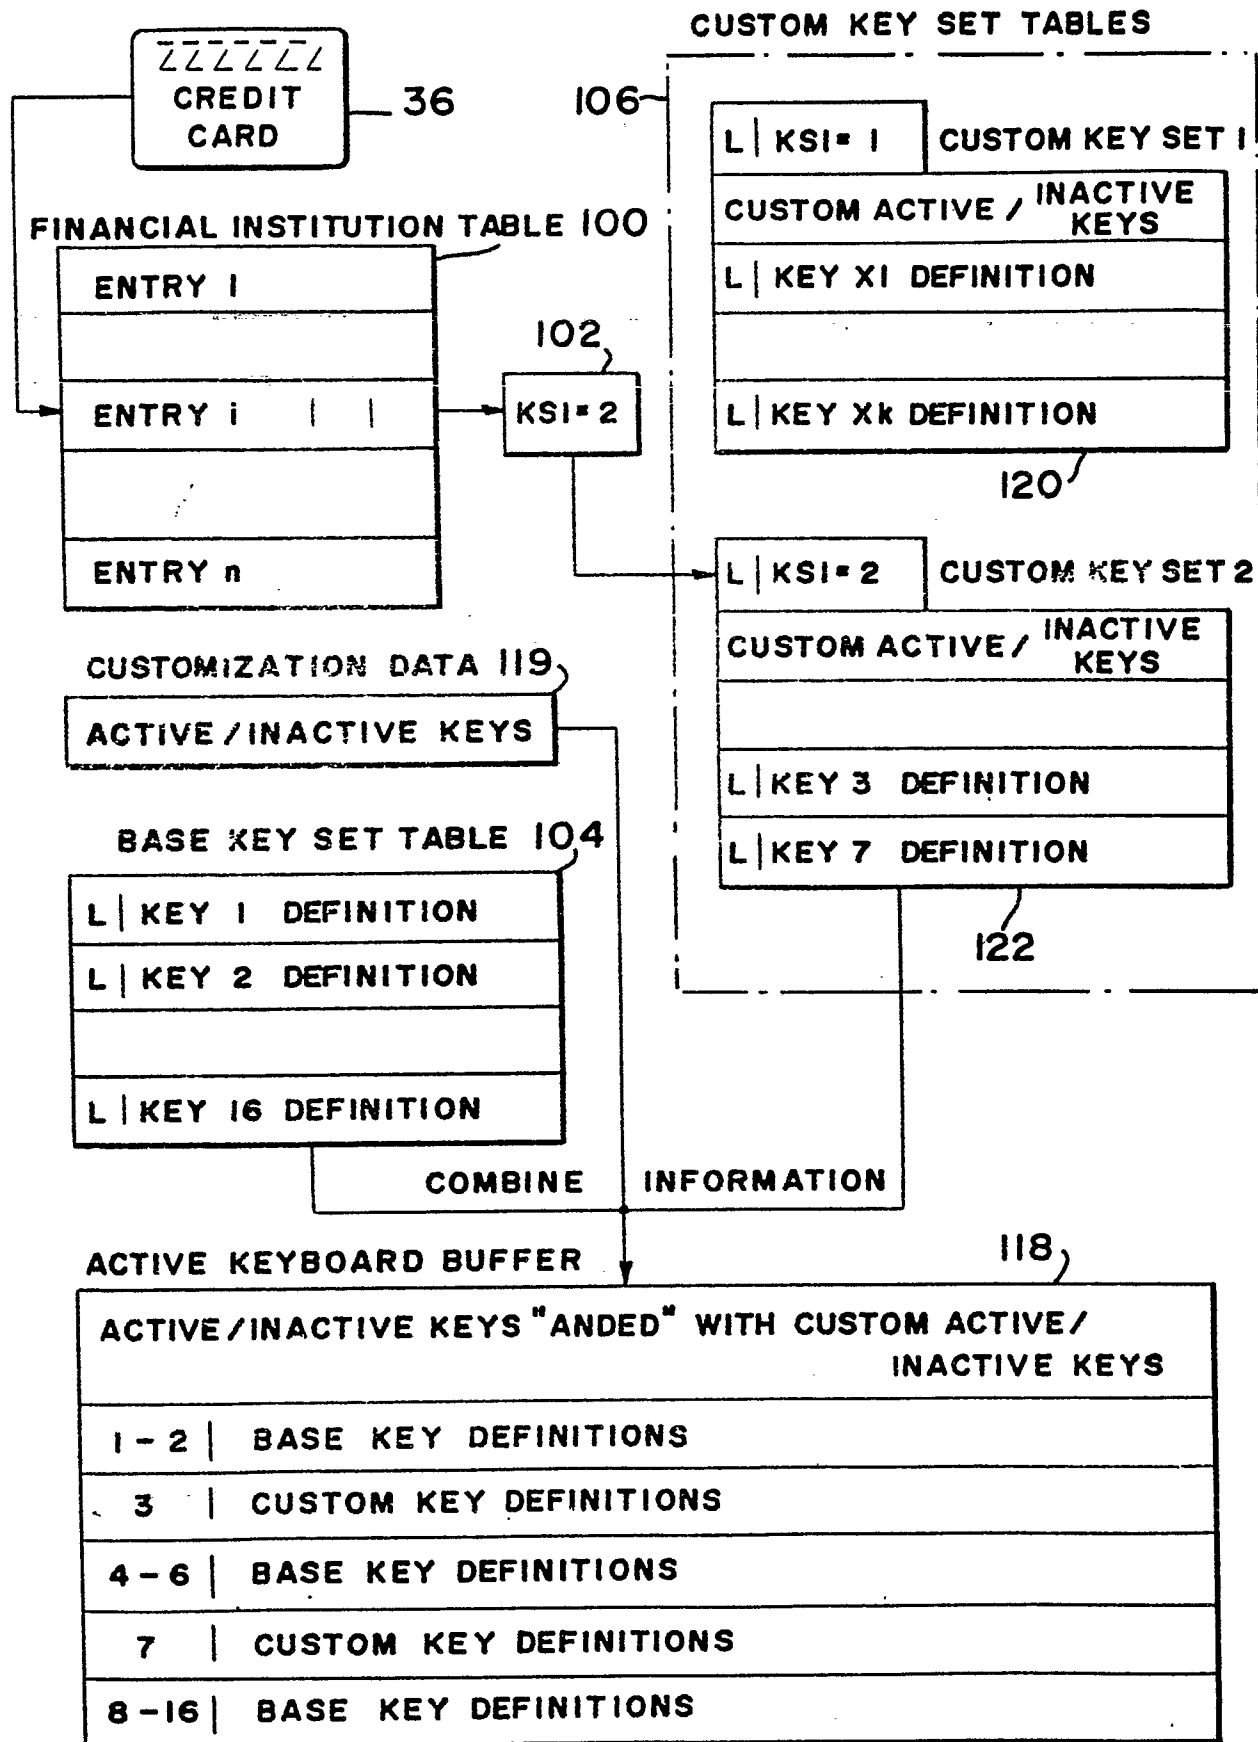 CREDIT
CARD
36
FINANCIAL INSTITUTION TABLE 100
ENTRY 1
ENTRY i | |
ENTRY n
102
KSI=2
CUSTOM KEY SET TABLES
106
L | KSI= 1
CUSTOM KEY SET 1
CUSTOM ACTIVE / INACTIVE KEYS
L | KEY X1 DEFINITION
L | KEY Xk DEFINITION
120
L | KSI=2
CUSTOM KEY SET 2
CUSTOM ACTIVE / INACTIVE KEYS
L | KEY 3 DEFINITION
L | KEY 7 DEFINITION
122
CUSTOMIZATION DATA 119
ACTIVE / INACTIVE KEYS
BASE KEY SET TABLE 104
L | KEY 1 DEFINITION
L | KEY 2 DEFINITION
L | KEY 16 DEFINITION
COMBINE INFORMATION
ACTIVE KEYBOARD BUFFER
118
ACTIVE/INACTIVE KEYS "ANDED" WITH CUSTOM ACTIVE/
INACTIVE KEYS
1-2 | BASE KEY DEFINITIONS
3 | CUSTOM KEY DEFINITIONS
4-6 | BASE KEY DEFINITIONS
7 | CUSTOM KEY DEFINITIONS
8-16 | BASE KEY DEFINITIONS